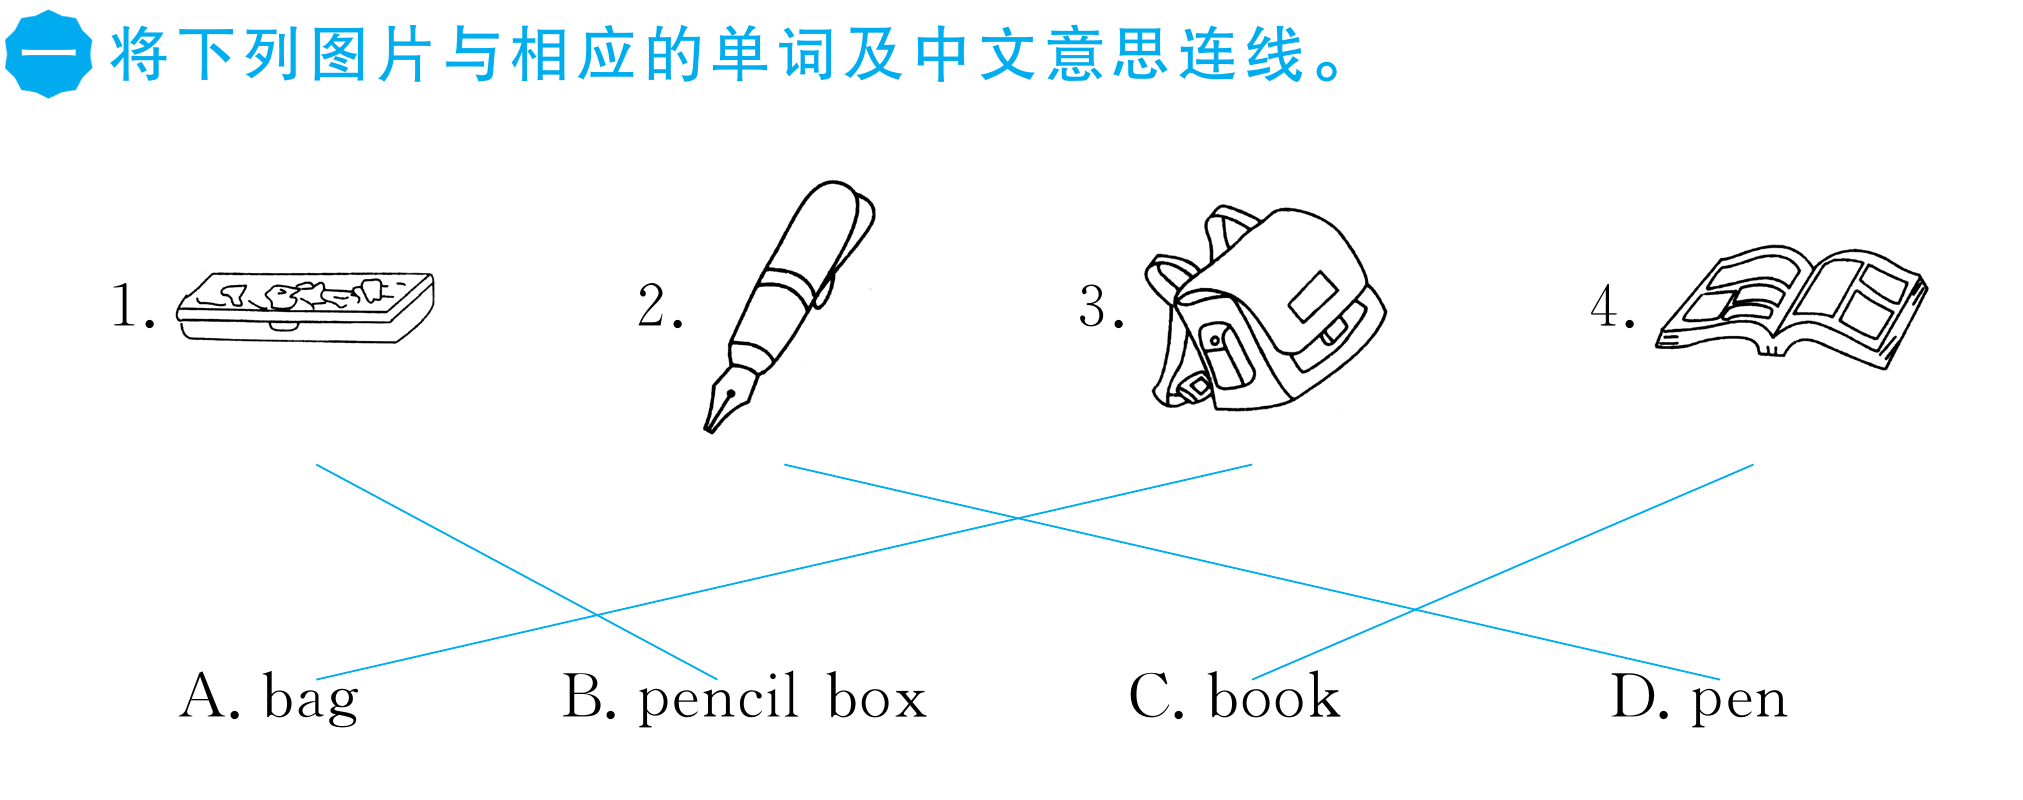 一 将下列图片与相应的单词及中文意思连线。
1. 2. 3. 4.
A. bag B. pencil box C. book D. pen